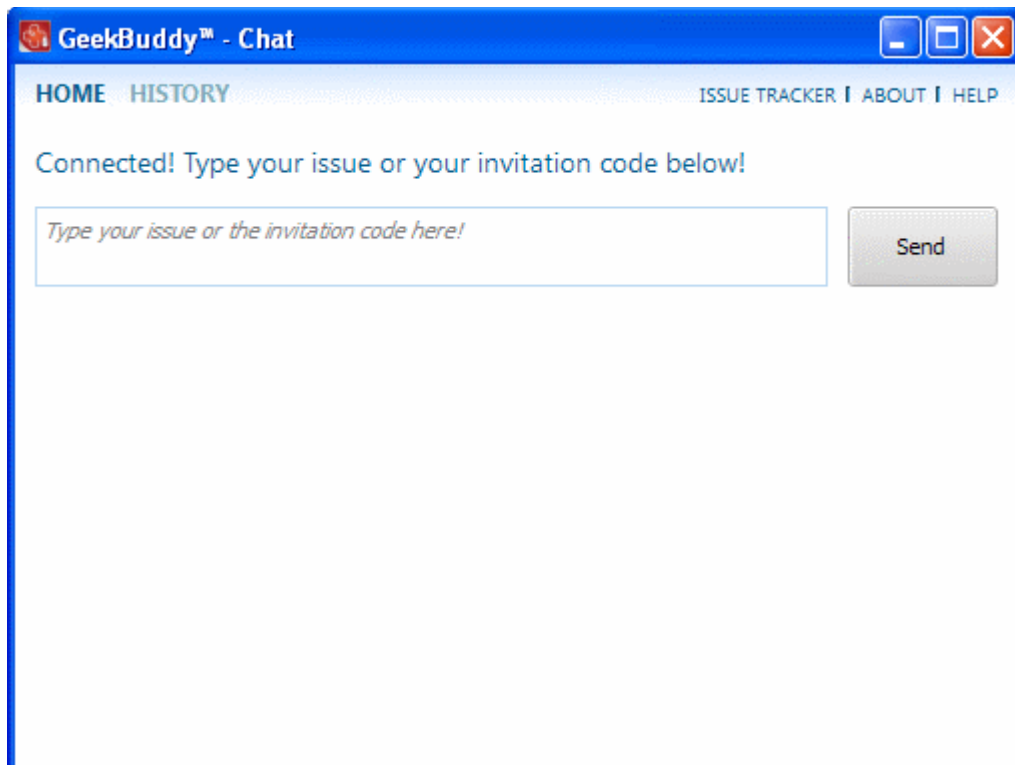 GeekBuddy™ - Chat
HOME HISTORY ISSUE TRACKER | ABOUT | HELP
Connected! Type your issue or your invitation code below!
Type your issue or the invitation code here!
Send